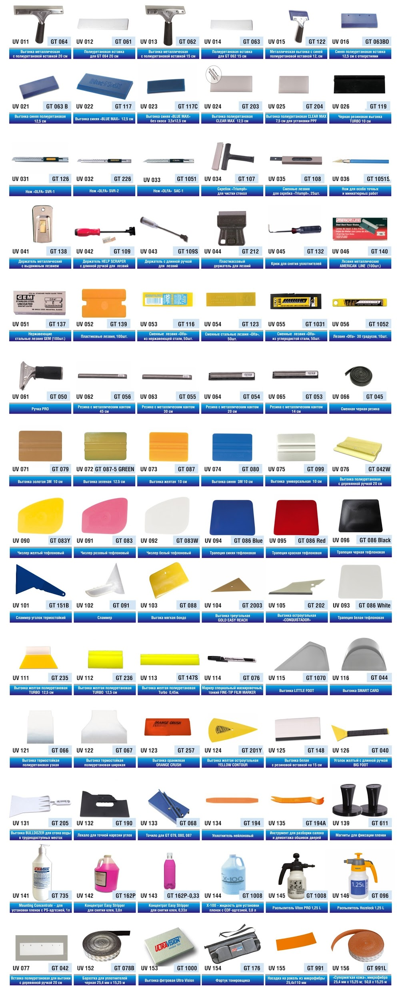 UV 011 GT 064 UV 012 GT 061 UV 013 GT 062 UV 014 GT 063 UV 015 GT 122 UV 016 GT 063BO
Выгонка металлическая
с полиуретановой вставкой 20 см
Полиуретановая вставка
для GT 064 20 см
Выгонка металлическая
с полиуретановой вставкой 15 см
Полиуретановая вставка
для GT 062 15 см
Металлическая выгонка с синей
полиуретановой вставкой 12, см
Синяя полиуретановая вставка
12,5 см с отверстиями
Blue Max
UV 021 GT 063 B UV 022 GT 117 UV 023 GT 117C UV 024 GT 203 UV 025 GT 204 UV 026 GT 119
Выгонка синяя полиуретановая
12,5 см
Выгонка синяя «BLUE MAX» 12,5 см
Выгонка синяя «BLUE MAX»
без скоса 3,5x12,5 см
Выгонка полиуретановая
CLEAR MAX 12,5 см
Выгонка полиуретановая CLEAR MAX
7,5 см для установки PPF
Черная резиновая выгонка
TURBO 10 см
UV 031 GT 126 UV 032 GT 226 UV 033 GT 1051 UV 034 GT 107 UV 035 GT 108 UV 036 GT 1051S
Нож «OLFA» SVR-1
Нож «OLFA» SVR-2
Нож «OLFA» SAC-1
Скребок «Triumph»
для чистки стекол
Сменные лезвия
для скребка «Triumph», 25шт.
Нож для особо точных
и миниатюрных работ
AMERICAN LINE
Steel Back Razor Blades
100
UV 041 GT 138 UV 042 GT 109 UV 043 GT 109S UV 044 GT 212 UV 045 GT 132 UV 046 GT 140
Держатель металлический
с выдвижным лезвием
Держатель HELP SCRAPER
с длинной ручкой для лезвий
Держатель с длинной ручкой
для лезвий
Пластмассовый
держатель для лезвий
Крюк для снятия уплотнителей
Лезвия металлические
AMERICAN LINE (100шт.)
FITS ALL STANDARD RAZOR BLADE TOOLS
GEM
STAINLESS STEEL
UNCOATED
EDGE NOT COATED
GEM
For Industrial Use Only
100 SINGLE EDGE INDUSTRIAL BLADES
50
LBB
UV 051 GT 137 UV 052 GT 139 UV 053 GT 116 UV 054 GT 123 UV 055 GT 1031 UV 056 GT 1052
Нержавеющие
стальные лезвия GEM (100шт.)
Пластиковые лезвия, 100шт.
Сменные лезвия «Olfa»
из нержавеющей стали, 50шт.
Сменные стальные лезвия «Olfa»,
50шт.
Сменные лезвия «Olfa»
из углеродистой стали, 50шт.
Лезвия «Olfa» 30 градусов, 10шт.
UV 061 GT 050 UV 062 GT 056 UV 063 GT 055 UV 064 GT 054 UV 065 GT 053 UV 066 GT 045
Ручка PRO
Резина с металлическим кантом
45 см
Резина с металлическим кантом
30 см
Резина с металлическим кантом
20 см
Резина с металлическим кантом
14 см
Сменная черная резина
UV 071 GT 079 UV 072 GT 087-5 GREEN UV 073 GT 087 UV 074 GT 080 UV 075 GT 099 UV 076 GT 042W
Выгонка золотая 3М 10 см
Выгонка зеленая 12.5 см
Выгонка желтая 10 см
Выгонка синяя 3М 10 см
Выгонка универсальная 10 см
Выгонка полиуретановая
с деревянной ручкой 20 см
UV 090 GT 083Y UV 091 GT 083 UV 092 GT 083W UV 094 GT 086 Blue UV 095 GT 086 Red UV 096 GT 086 Black
Чизлер желтый тефлоновый
Чизлер розовый тефлоновый
Чизлер белый тефлоновый
Трапеция синяя тефлоновая
Трапеция красная тефлоновая
Трапеция черная тефлоновая
UV 101 GT 151B UV 102 GT 091 UV 103 GT 088 UV 104 GT 2003 UV 105 GT 202 UV 093 GT 086 White
Сламмер уголок термостойкий
Сламмер
Выгока мягкая бондо
Выгонка треугольная
GOLD EASY REACH
Выгонка остроугольная
«CONQUISTADOR»
Трапеция белая тефлоновая
Film Opaquer
UV 111 GT 235 UV 112 GT 236 UV 113 GT 147S UV 114 GT 076 UV 115 GT 1070 UV 116 GT 044
Выгонка желтая полиуретановая
TURBO 12,5 см
Выгонка желтая полиуретановая
TURBO 12,5 см
Выгонка желтая полиуретановая
Turbo 0,45м.
Маркер специальный маскировочный,
тонкий FINE-TIP FILM MARKER
Выгонка LITTLE FOOT
Выгонка SMART CARD
ORANGE CRUSH
CONTOUR
UV 121 GT 066 UV 122 GT 067 UV 123 GT 257 UV 124 GT 201Y UV 125 GT 148 UV 126 GT 040
Выгонка термостойкая
полиуретановая узкая
Выгонка термостойкая
полиуретановая широкая
Выгонка оранжевая
ORANGE CRUSH
Выгонка желтая остроугольная
YELLOW CONTOUR
Выгонка белая
с резиновой вставкой на 15 см
Уголок желтый с длинной ручкой
BIG FOOT
UV 131 GT 205 UV 132 GT 190 UV 133 GT 068 UV 134 GT 194 UV 135 GT 194A UV 139 GT 611
Выгонка BULLDOZER для сгона воды
в труднодоступных местах
Лекало для точной нарезки углов
Точило для GT 079, 080, 087
Уплотнитель нейлоновый
Инструмент для разборки салона
и демонтажа обшивок дверей
Магниты для фиксации пленки
ULTRAVISION
X-100
1.25L
UV 141 GT 735 UV 142 GT 162P UV 143 GT 162P-0,33 UV 144 GT 1008 UV 145 GT 1008 UV 146 GT 096
Mounting Concentrate – для
установки пленок с PS-адгезией, 1л
Концентрат Easy Stripper
для снятия клея, 3,8л
Концентрат Easy Stripper
для снятия клея, 0,33л
X-100 – жидкость для установки
пленок с CDF-адгезией, 3,8 л
Распылитель Viton PRO 1,25 L
Распылитель Hozelock 1,25 L
ULTRAVISION
window film
ULTRAVISION
UV 077 GT 042 UV 152 GT 078B UV 153 GT 1000 UV 154 GT 176 UV 155 GT 991 UV 156 GT 991L
Вставка полиуретановая для выгонки
с деревянной ручкой 20 см
Бархотка для уплотнителей
черная 25,4 мм x 15,25 м
Выгонка фетровая Ultra Vision
Фартук тонировщика
Насадка на ракель из микрофибры
25,4x110 мм
«Супермягкая кожа», микрофибра
25,4 мм x 15,25 м; 50,8 x 15,25 м